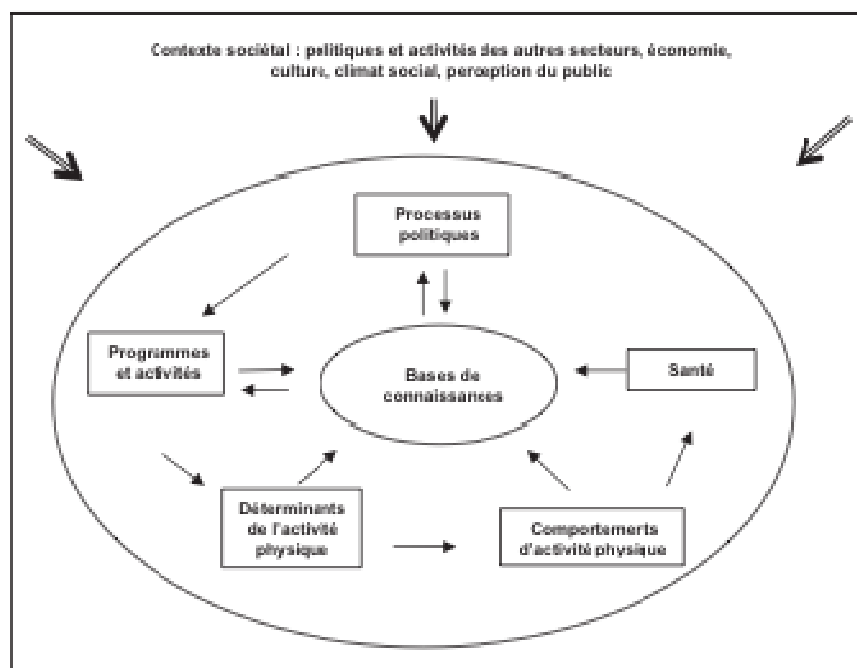 Contexte sociétal : politiques et activités des autres secteurs, économie,
culture, climat social, perception du public
Processus
politiques
Programmes
et activités
Bases de
connaissances
Santé
Déterminants
de l'activité
physique
Comportements
d'activité physique